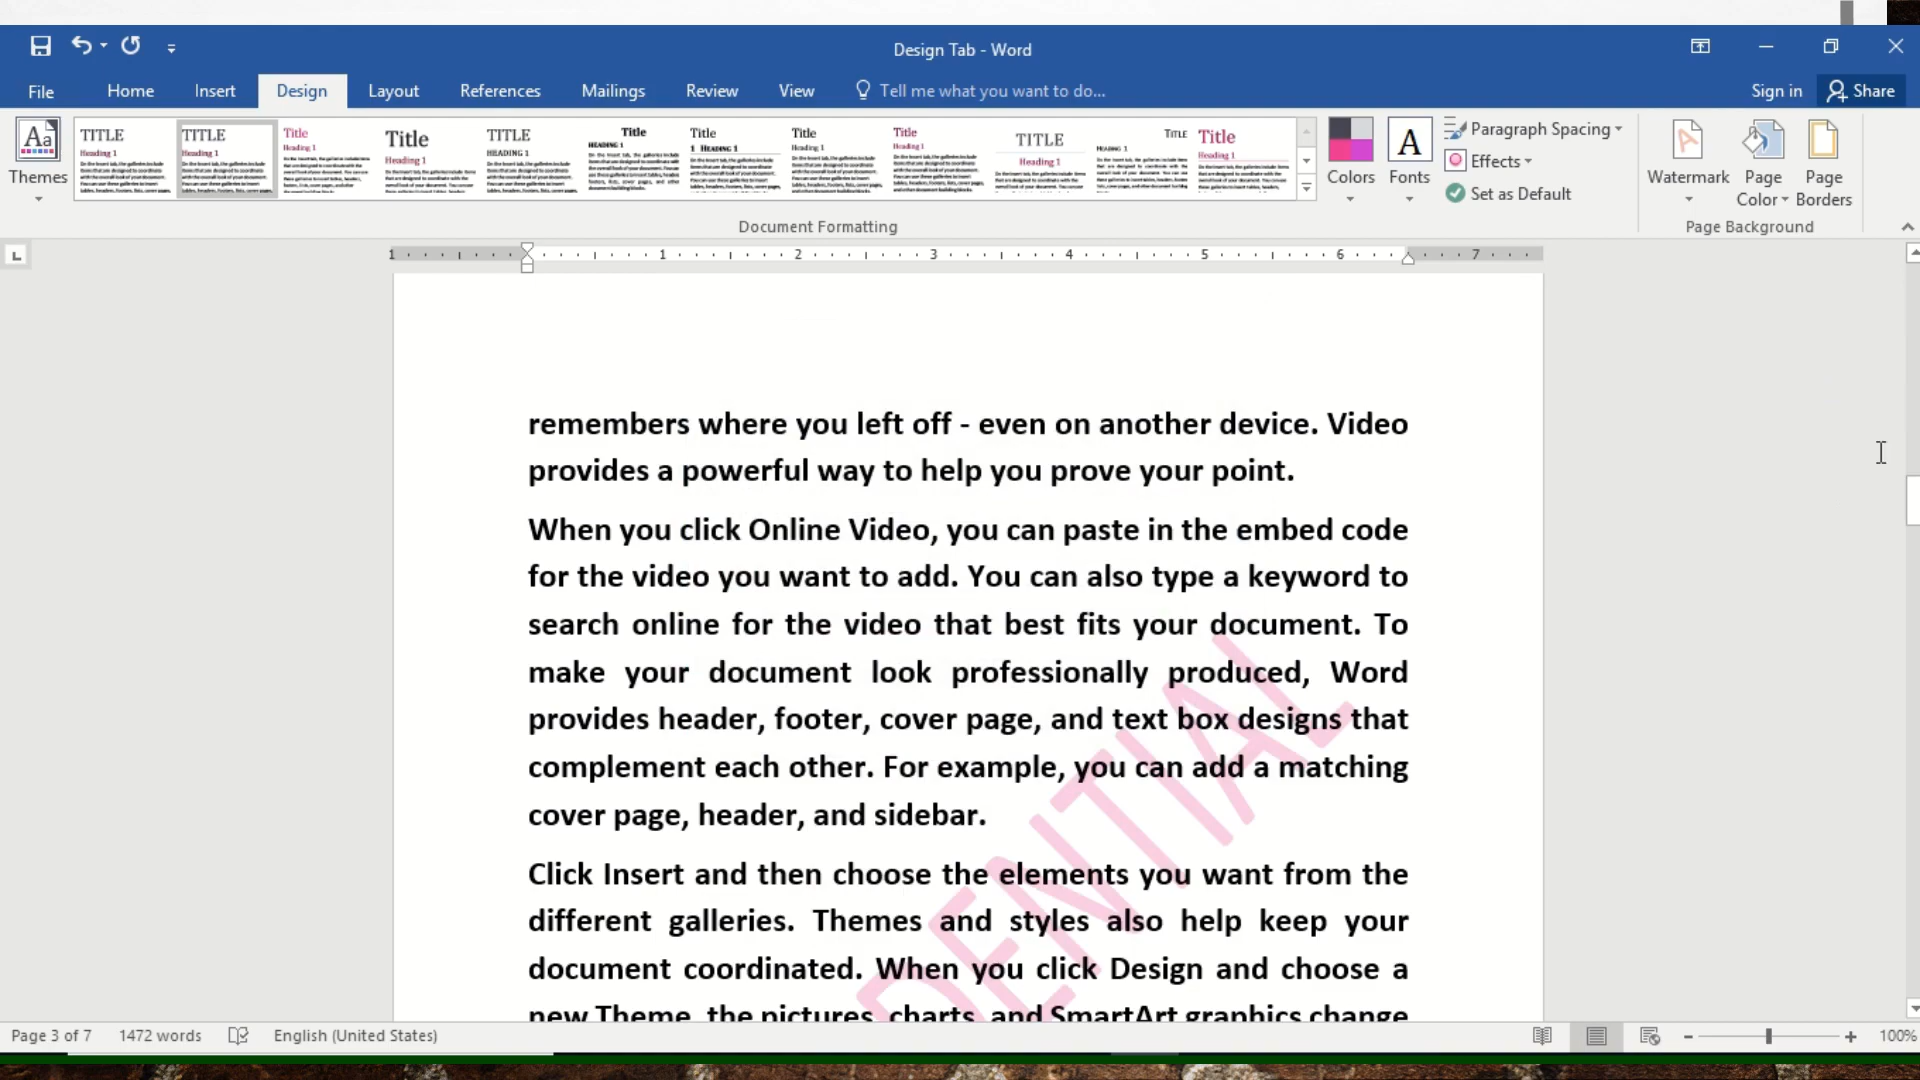 Design Tab - Word
File Home Insert Design Layout References Mailings Review View Tell me what you want to do... Sign in Share
Themes
TITLE
Heading 1
TITLE
Heading 1
Title
Heading 1
Title
Heading 1
TITLE
HEADING 1
Title
HEADING 1
Title
1 HEADING 1
Title
Heading 1
Title
Heading 1
TITLE
Heading 1
TITLE
HEADING 1
Title
Heading 1
Colors
Fonts
Paragraph Spacing
Effects
Set as Default
Watermark
Page
Color
Page
Borders
Document Formatting
Page Background
1 1 2 3 4 5 6 7
remembers where you left off - even on another device. Video
provides a powerful way to help you prove your point.
When you click Online Video, you can paste in the embed code
for the video you want to add. You can also type a keyword to
search online for the video that best fits your document. To
make your document look professionally produced, Word
provides header, footer, cover page, and text box designs that
complement each other. For example, you can add a matching
cover page, header, and sidebar.
Click Insert and then choose the elements you want from the
different galleries. Themes and styles also help keep your
document coordinated. When you click Design and choose a
new Theme, the pictures, charts, and SmartArt graphics change
DENTIAL
Page 3 of 7 1472 words English (United States) 100%